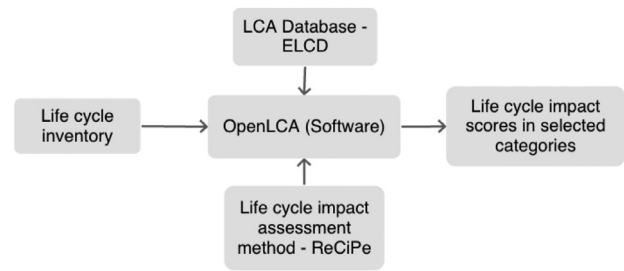 LCA Database -
ELCD
Life cycle
inventory
OpenLCA (Software)
Life cycle impact
scores in selected
categories
Life cycle impact
assessment
method - ReCiPe